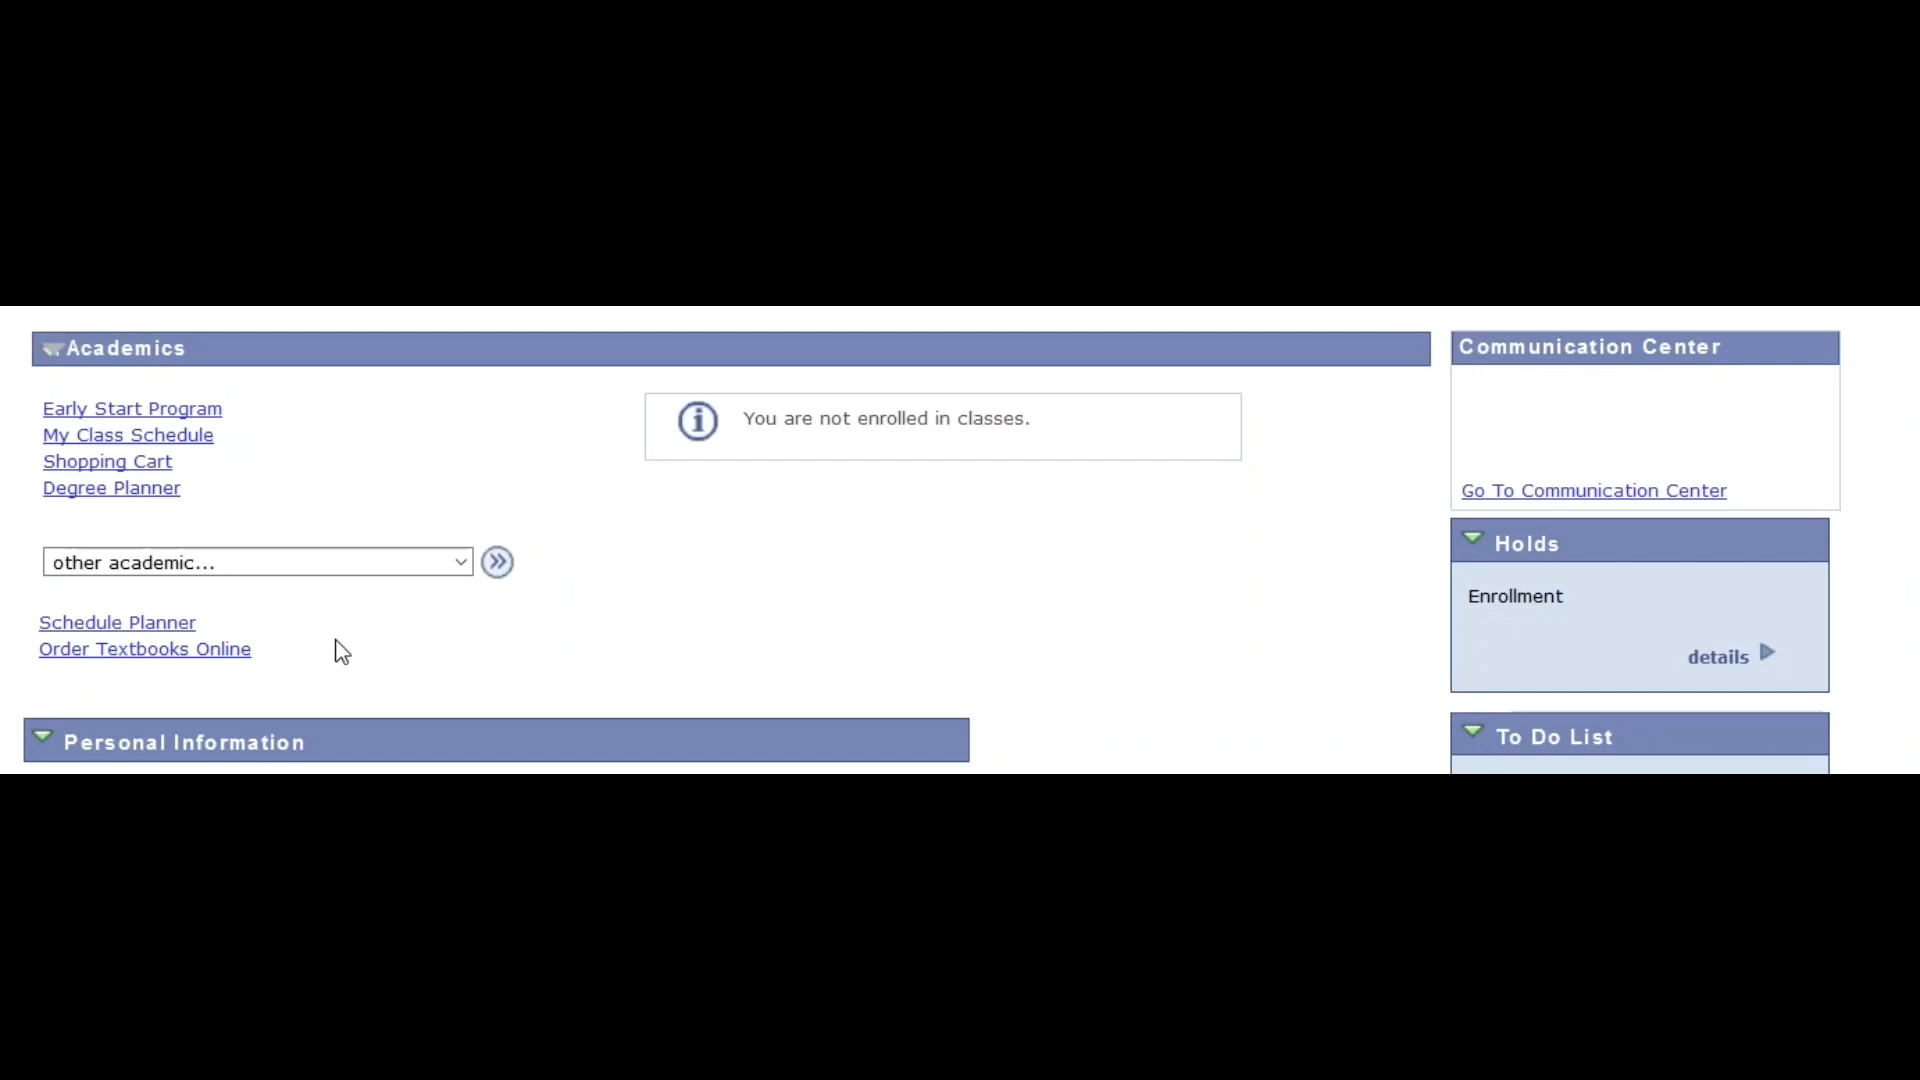 Academics
Early Start Program
My Class Schedule
Shopping Cart
Degree Planner
You are not enrolled in classes.
other academic...
Schedule Planner
Order Textbooks Online
Personal Information
Communication Center
Go To Communication Center
Holds
Enrollment
details
To Do List